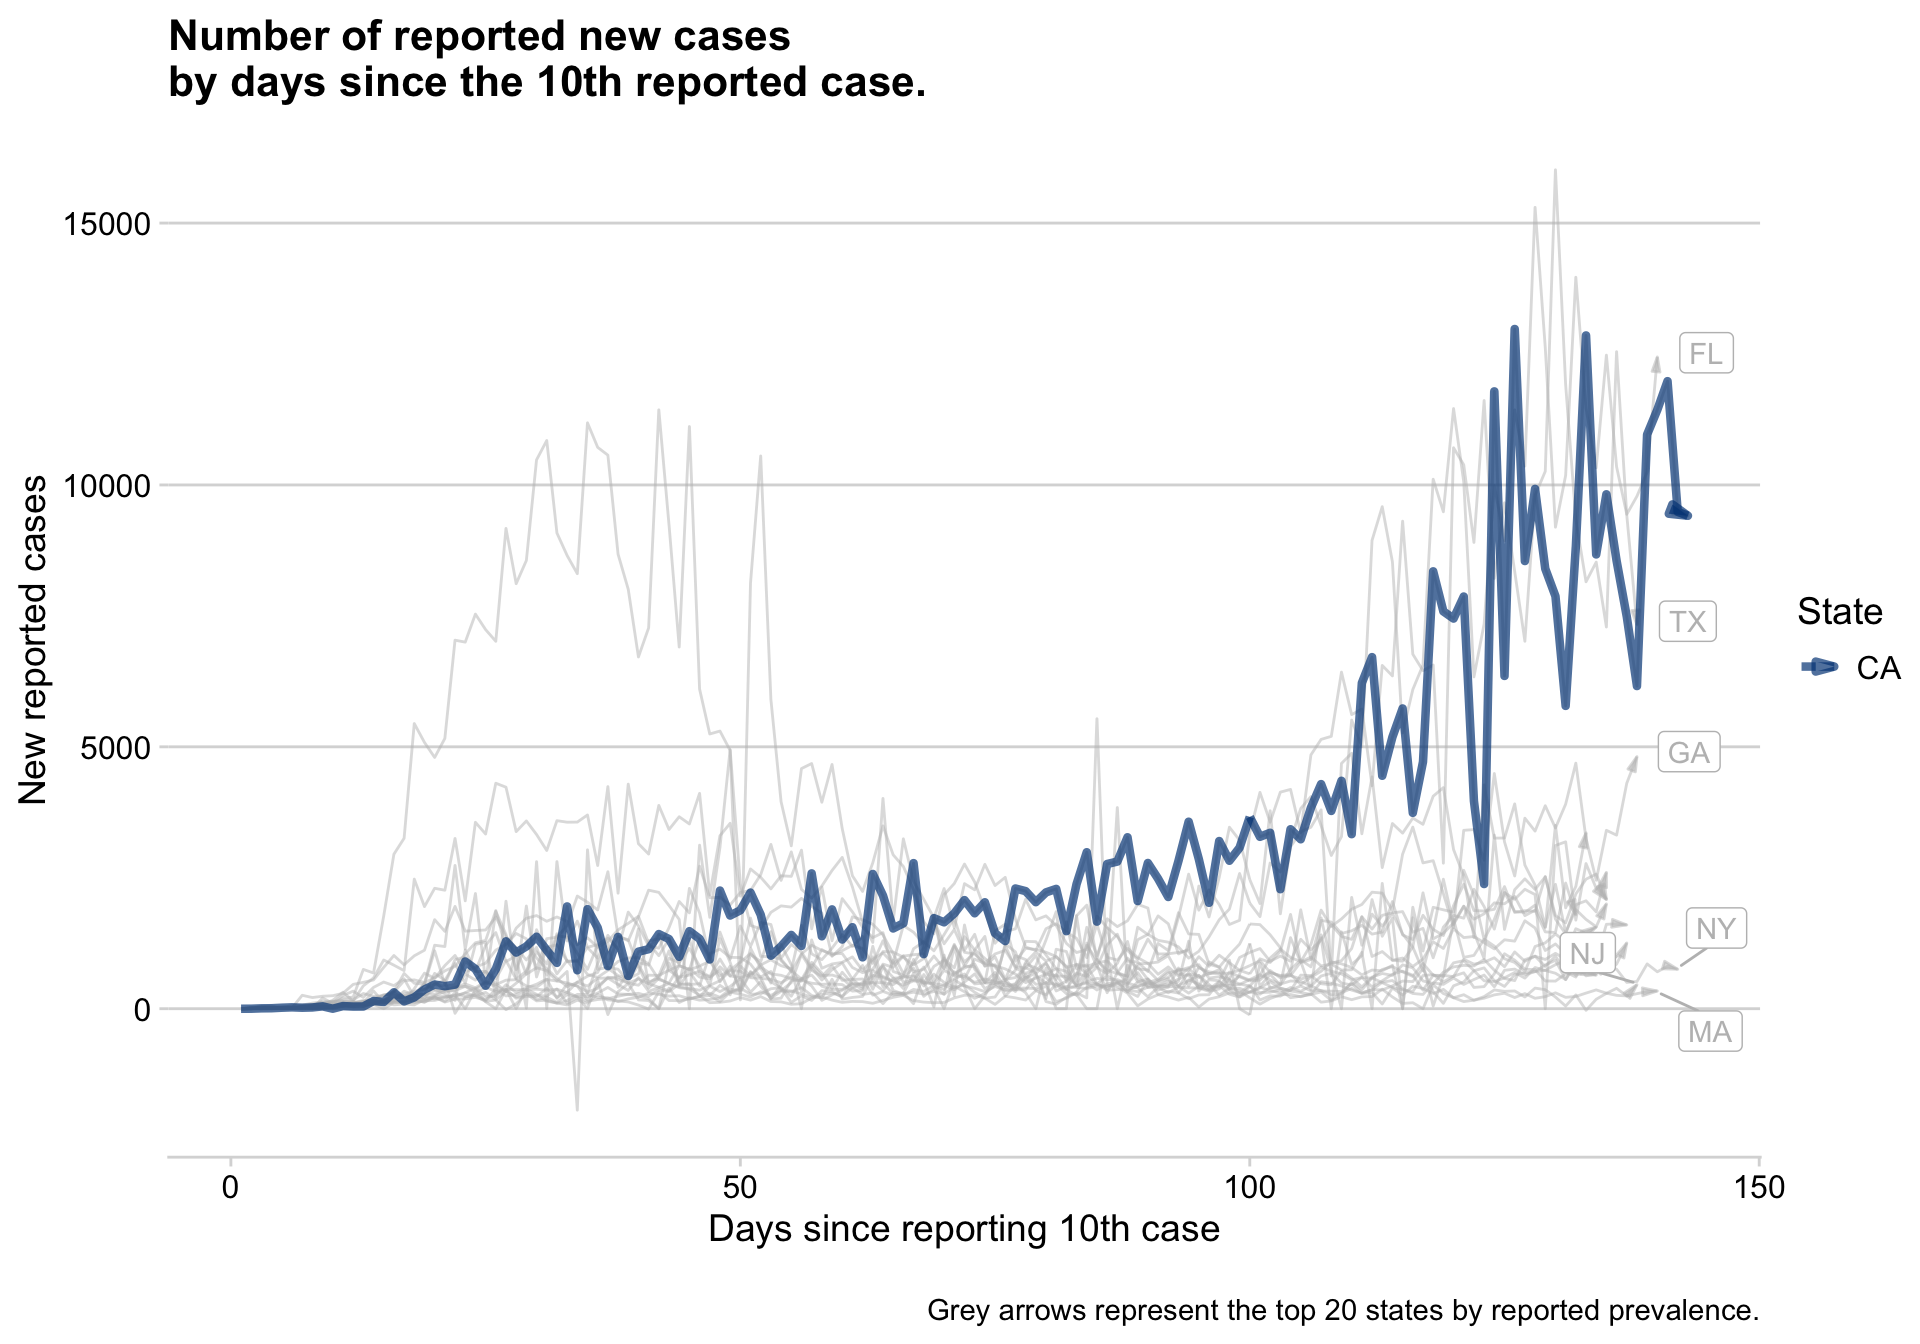 Number of reported new cases
by days since the 10th reported case.
New reported cases
15000
10000
5000
0
FL
TX
GA
NY
NJ
MA
State
CA
0
50
100
150
Days since reporting 10th case
Grey arrows represent the top 20 states by reported prevalence.